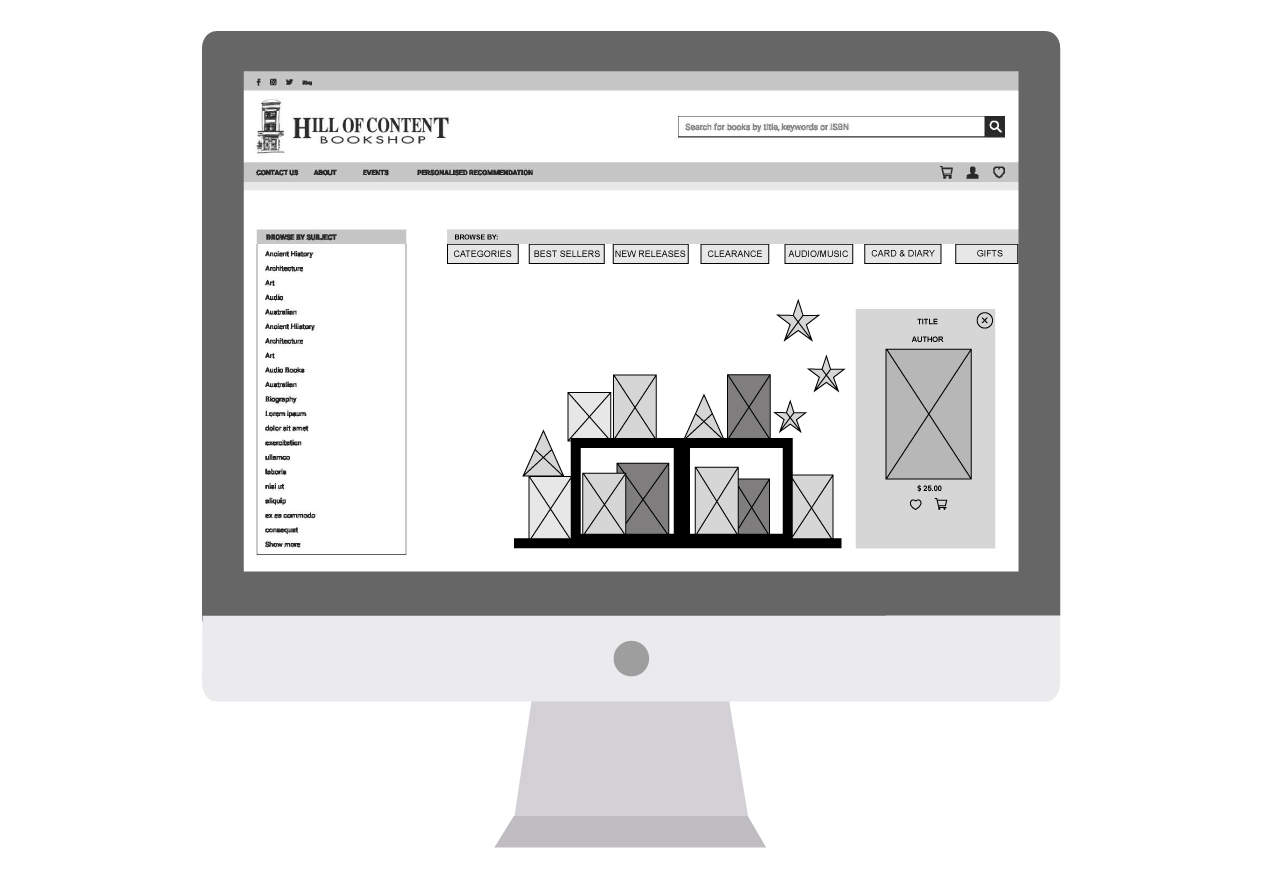 Blog
HILL OF CONTENT
BOOKSHOP
Search for books by title, keywords or ISBN
CONTACT US ABOUT EVENTS PERSONALISED RECOMMENDATION
BROWSE BY SUBJECT
Ancient History
Architecture
Art
Audio
Australian
Ancient HIistary
Architecture
Art
Audio Books
Australian
Biography
Lorem ipsum
dolor sit amet
exercitation
ullamco
laboris
nisi ut
aliquip
ex ea commodo
consequat
Show more
BROWSE BY:
CATEGORIES BEST SELLERS NEW RELEASES CLEARANCE AUDIO/MUSIC CARD & DIARY GIFTS
TITLE
AUTHOR
$ 25.00